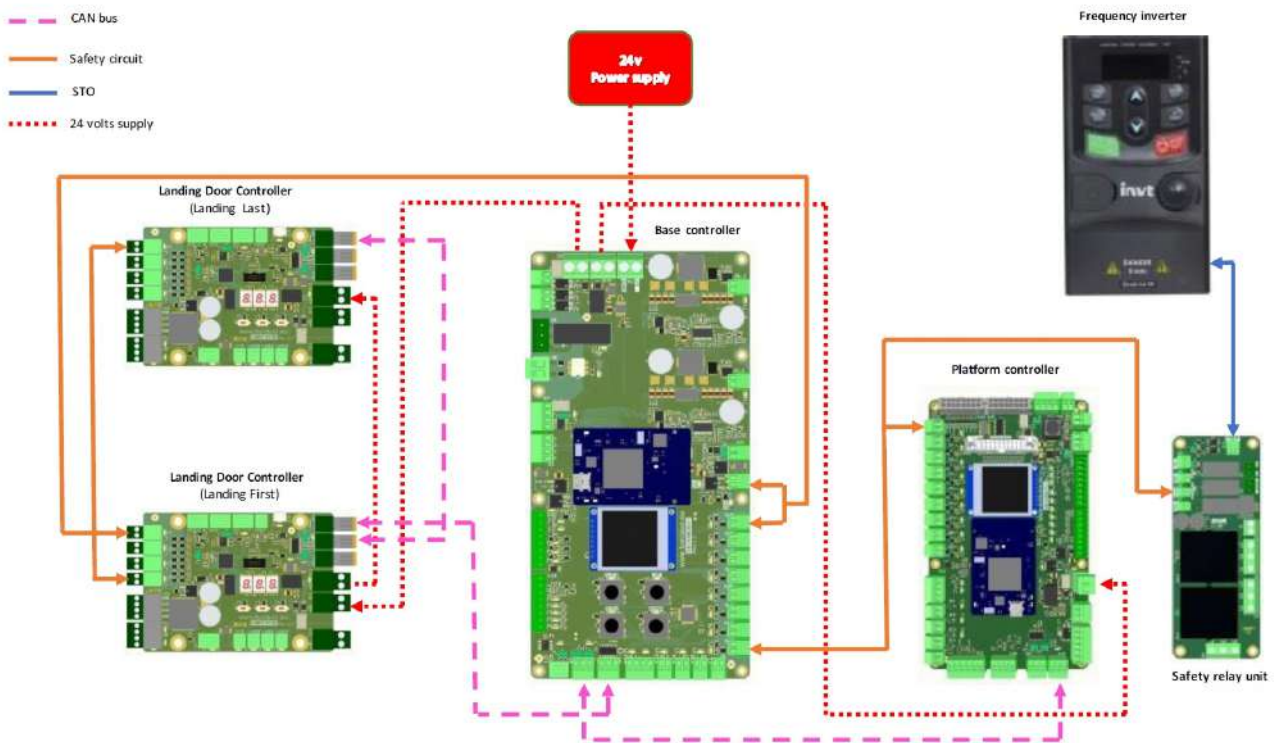 CAN bus
Safety circuit
STO
24 volts supply
24v
Power supply
Frequency inverter
invt
DANGER
Landing Door Controller
(Landing Last)
Base controller
Platform controller
Landing Door Controller
(Landing First)
Safety relay unit